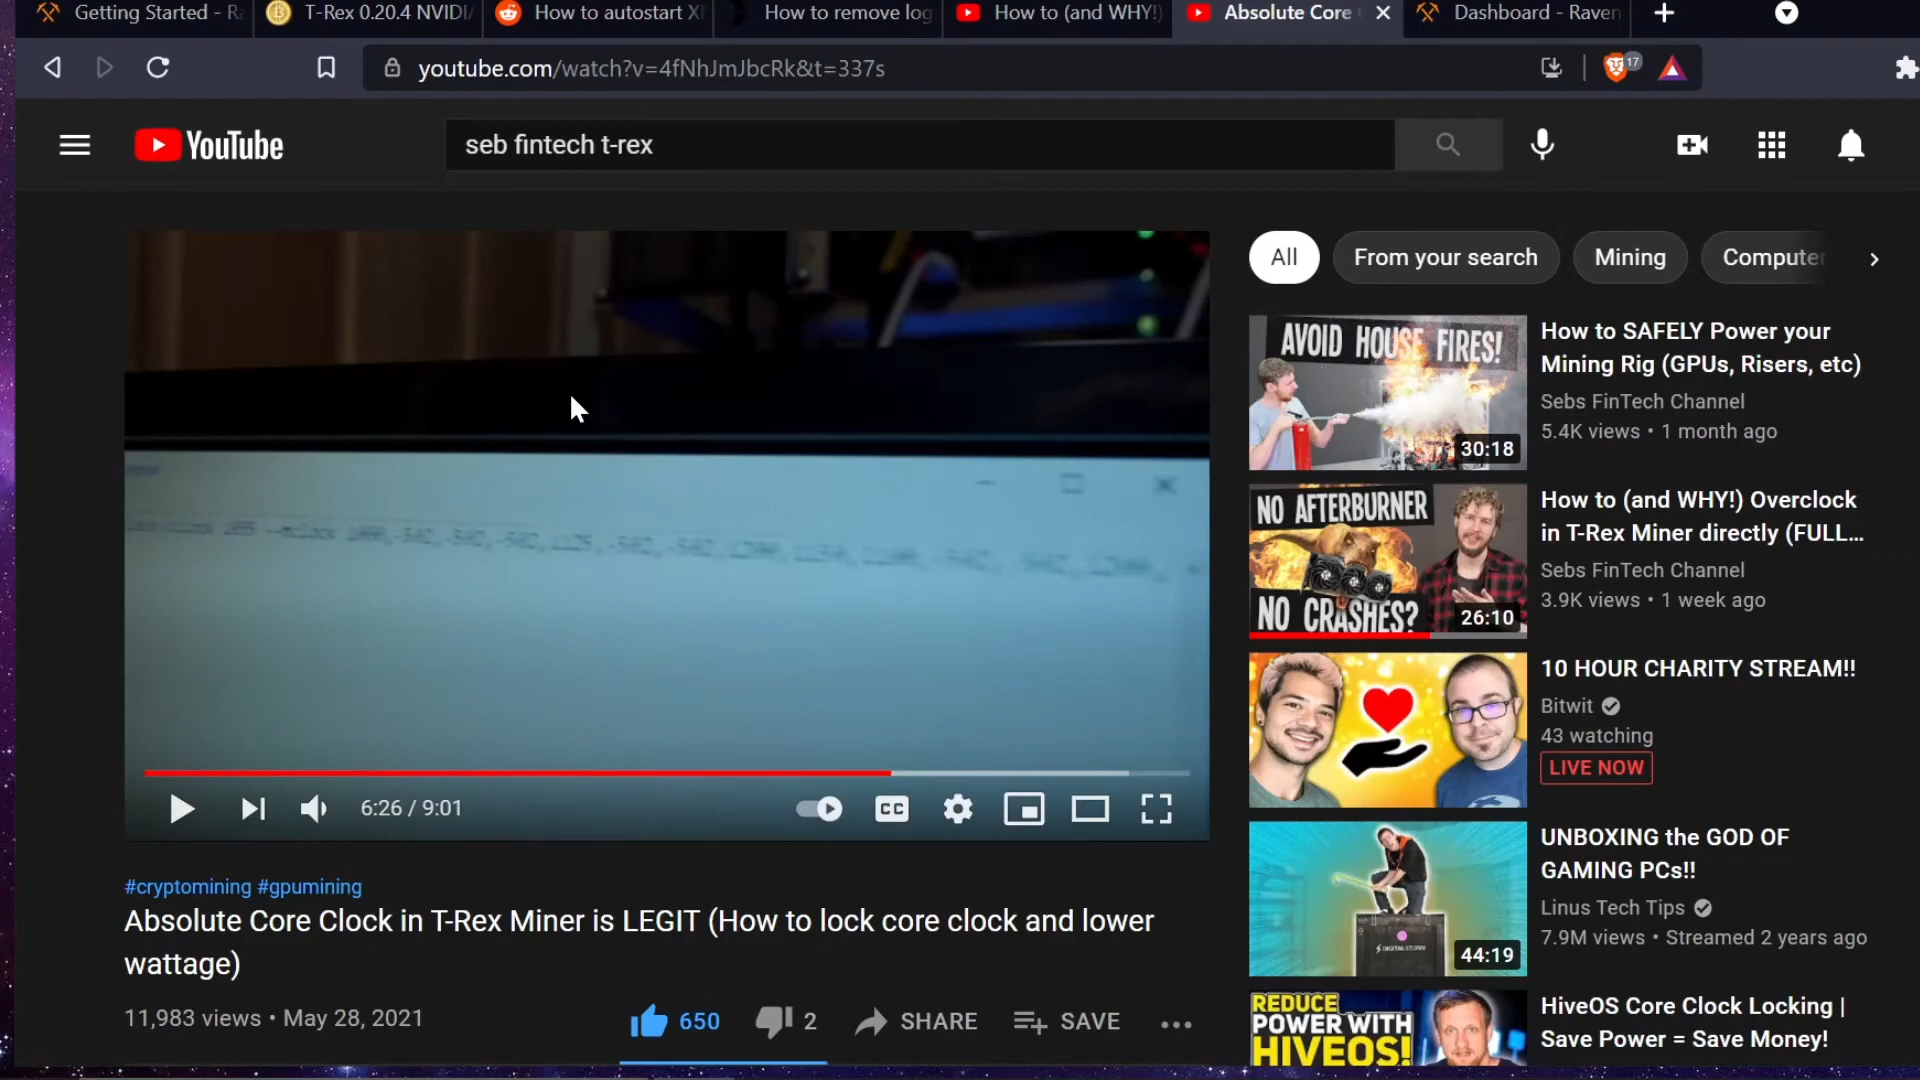 Getting Started - Ra
T-Rex 0.20.4 NVIDIA
How to autostart XM
How to remove log
How to (and WHY!)
Absolute Core
Dashboard - Raven
youtube.com/watch?v=4fNhJmJbcRk&t=337s
17
YouTube
seb fintech t-rex
All
From your search
Mining
Computer
AVOID HOUSE FIRES!
30:18
How to SAFELY Power your
Mining Rig (GPUs, Risers, etc)
Sebs FinTech Channel
5.4K views • 1 month ago
NO AFTERBURNER
NO CRASHES?
26:10
How to (and WHY!) Overclock
in T-Rex Miner directly (FULL...
Sebs FinTech Channel
3.9K views • 1 week ago
10 HOUR CHARITY STREAM!!
Bitwit
43 watching
LIVE NOW
6:26 / 9:01
CC
DIGITALSTORM
44:19
UNBOXING the GOD OF
GAMING PCs!!
Linus Tech Tips
7.9M views • Streamed 2 years ago
#cryptomining #gpumining
Absolute Core Clock in T-Rex Miner is LEGIT (How to lock core clock and lower
wattage)
11,983 views • May 28, 2021
650
2
SHARE
SAVE
REDUCE
POWER WITH
HIVEOS!
HiveOS Core Clock Locking |
Save Power = Save Money!